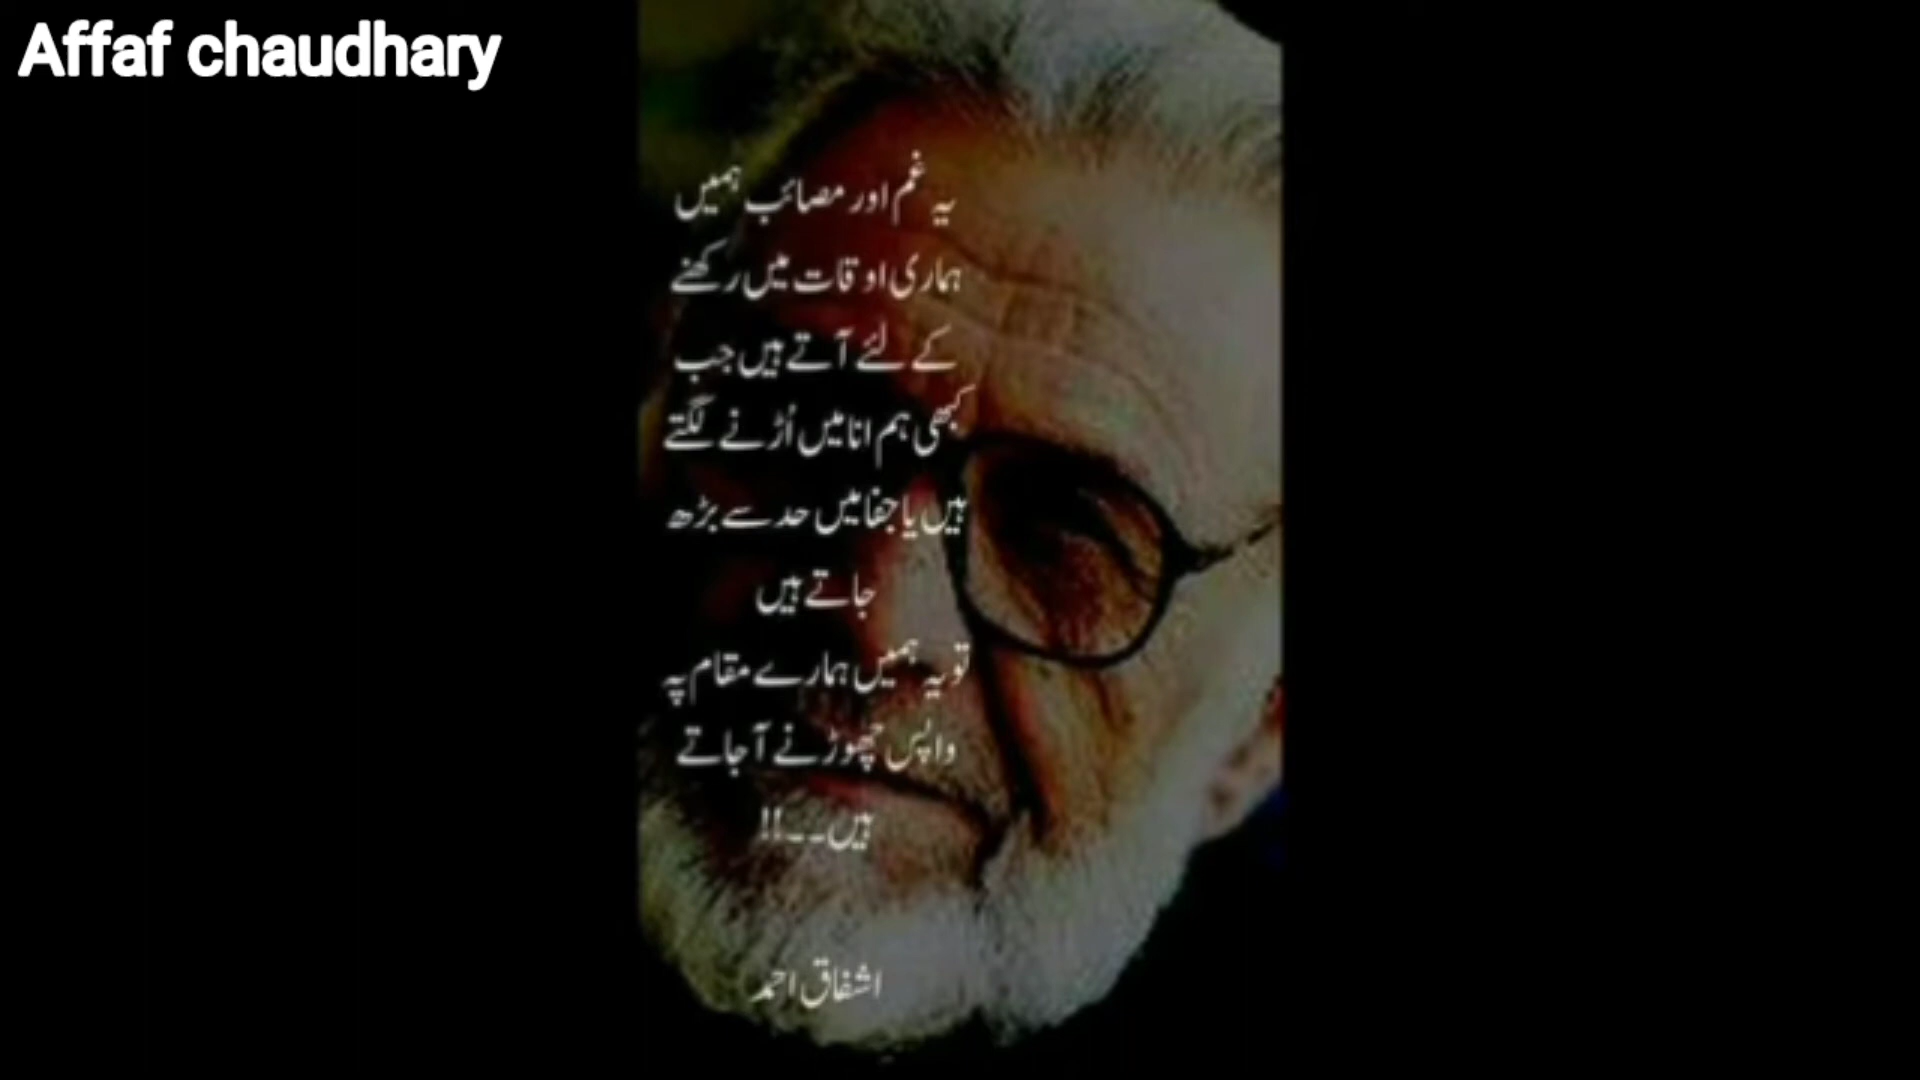 Affaf chaudhary
یہ غم اور مصائب ہمیں
ہماری اوقات میں رکھنے
کے لئے آتے ہیں جب
کبھی ہم انا میں اُڑنے لگتے
ہیں یا جفا میں حد سے بڑھ
جاتے ہیں
تو یہ ہمیں ہمارے مقام پہ
واپس چھوڑنے آ جاتے
ہیں۔۔!!
اشفاق احمد